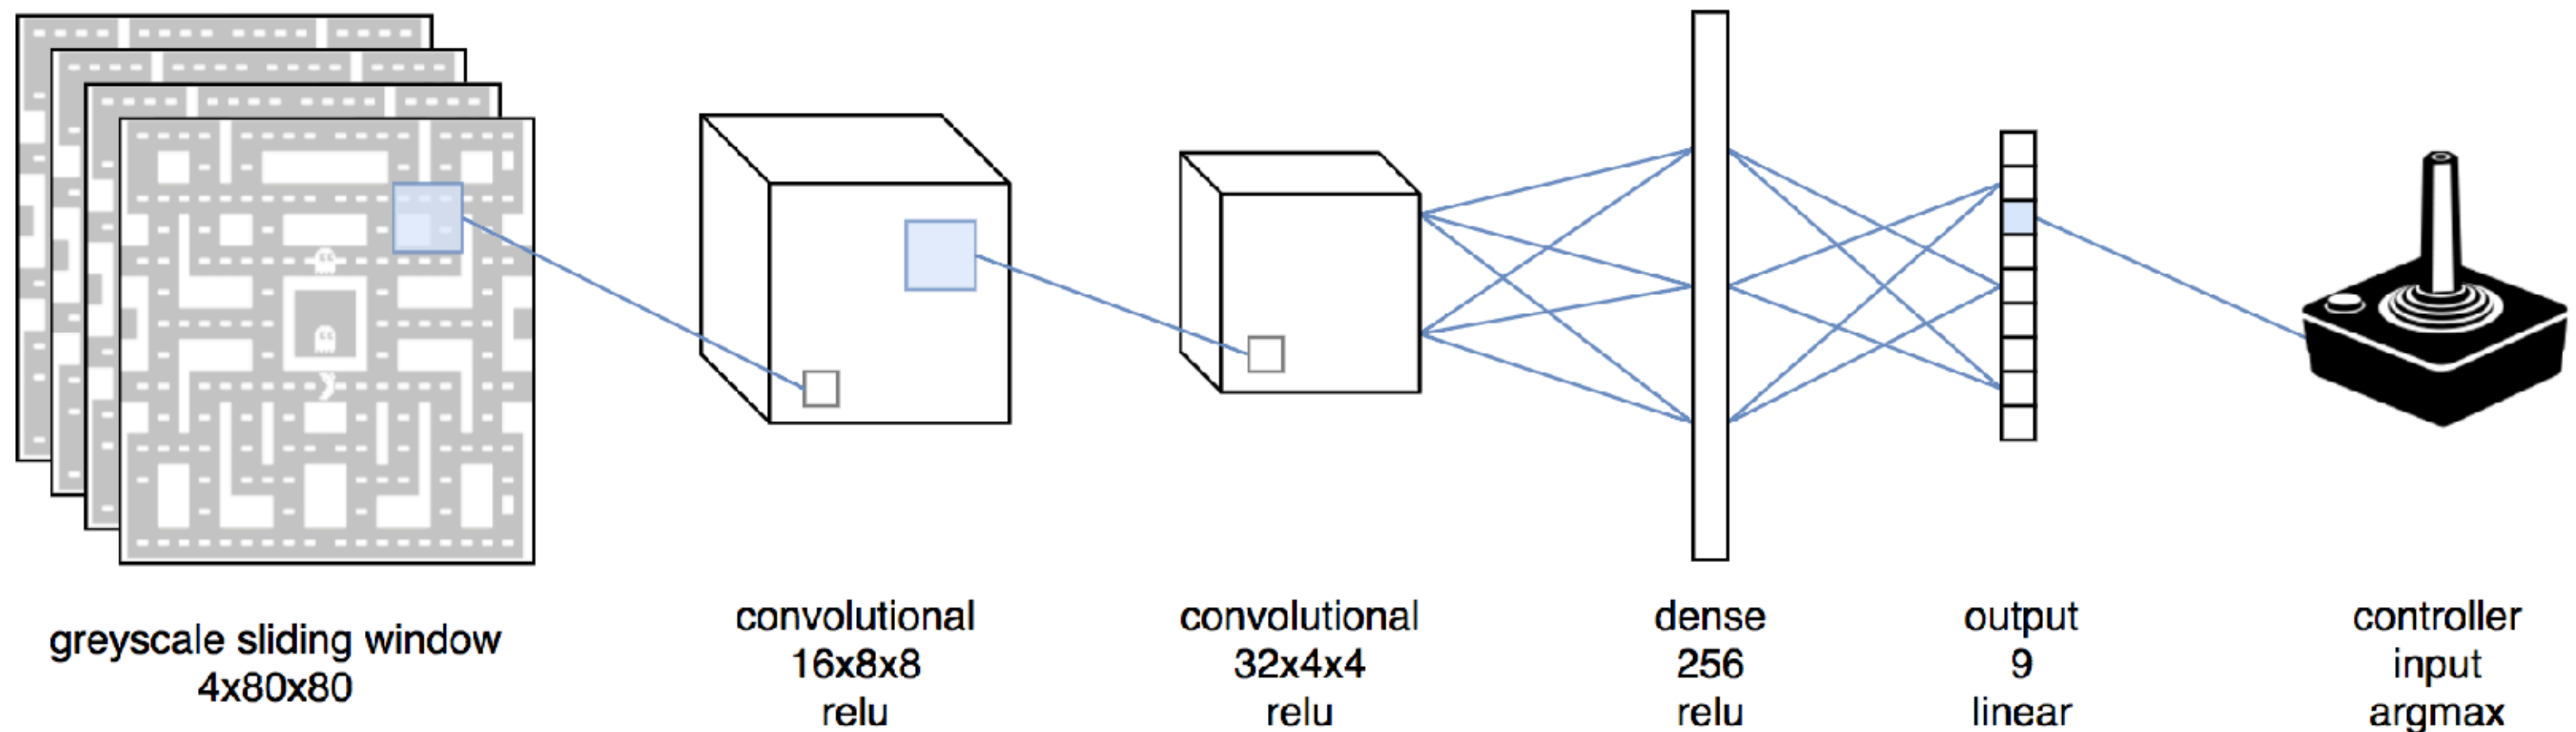 greyscale sliding window
4x80x80
convolutional
16x8x8
relu
convolutional
32x4x4
relu
dense
256
relu
output
9
linear
controller
input
argmax